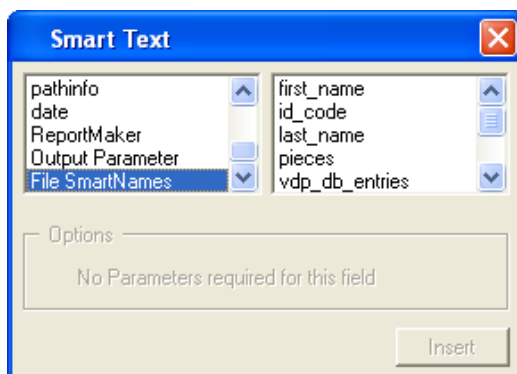 Smart Text
pathinfo
date
ReportMaker
Output Parameter
File SmartNames
first_name
id_code
last_name
pieces
vdp_db_entries
Options
No Parameters required for this field
Insert